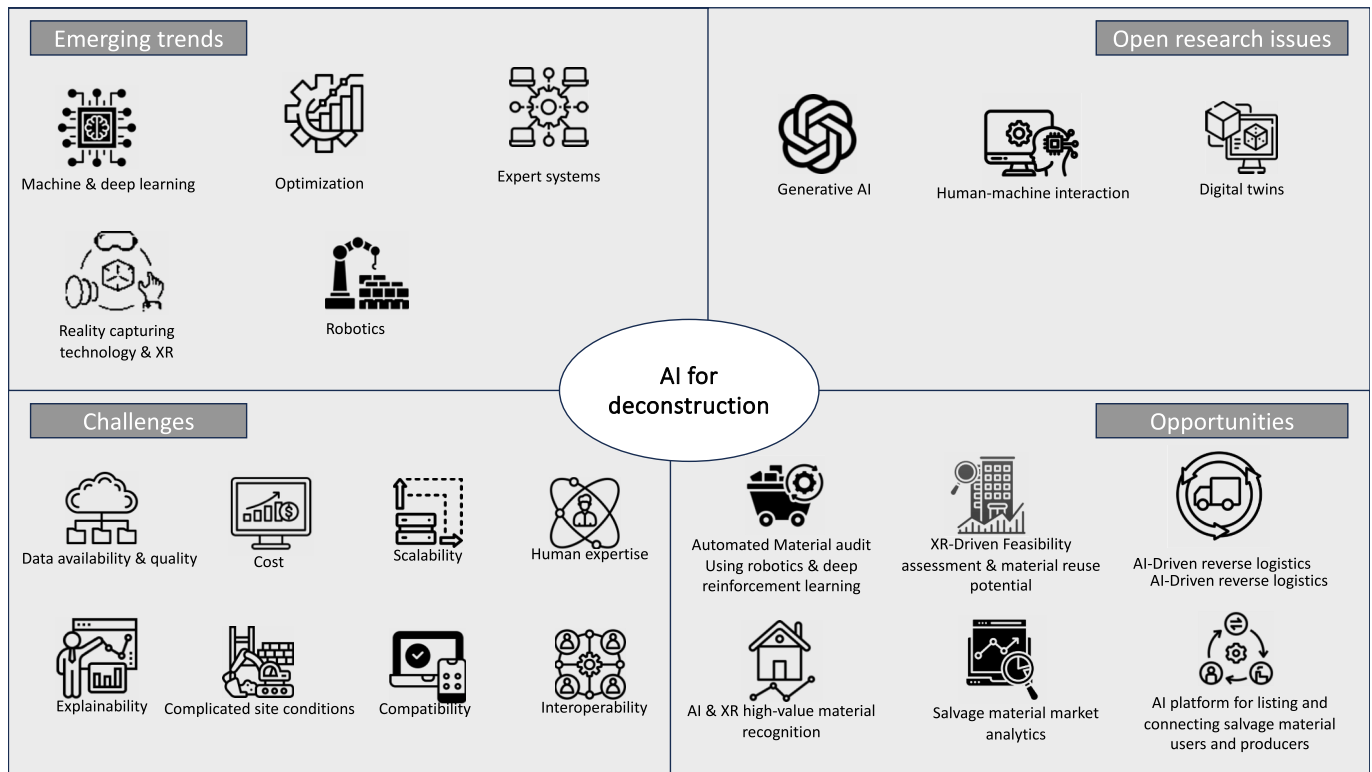 Emerging trends
Machine & deep learning
Optimization
Expert systems
Reality capturing
technology & XR
Robotics
Open research issues
Generative AI
Human-machine interaction
Digital twins
AI for
deconstruction
Challenges
Data availability & quality
Cost
Scalability
Human expertise
Explainability
Complicated site conditions
Compatibility
Interoperability
Opportunities
Automated Material audit
Using robotics & deep
reinforcement learning
XR-Driven Feasibility
assessment & material reuse
potential
AI-Driven reverse logistics
AI-Driven reverse logistics
AI & XR high-value material
recognition
Salvage material market
analytics
AI platform for listing and
connecting salvage material
users and producers